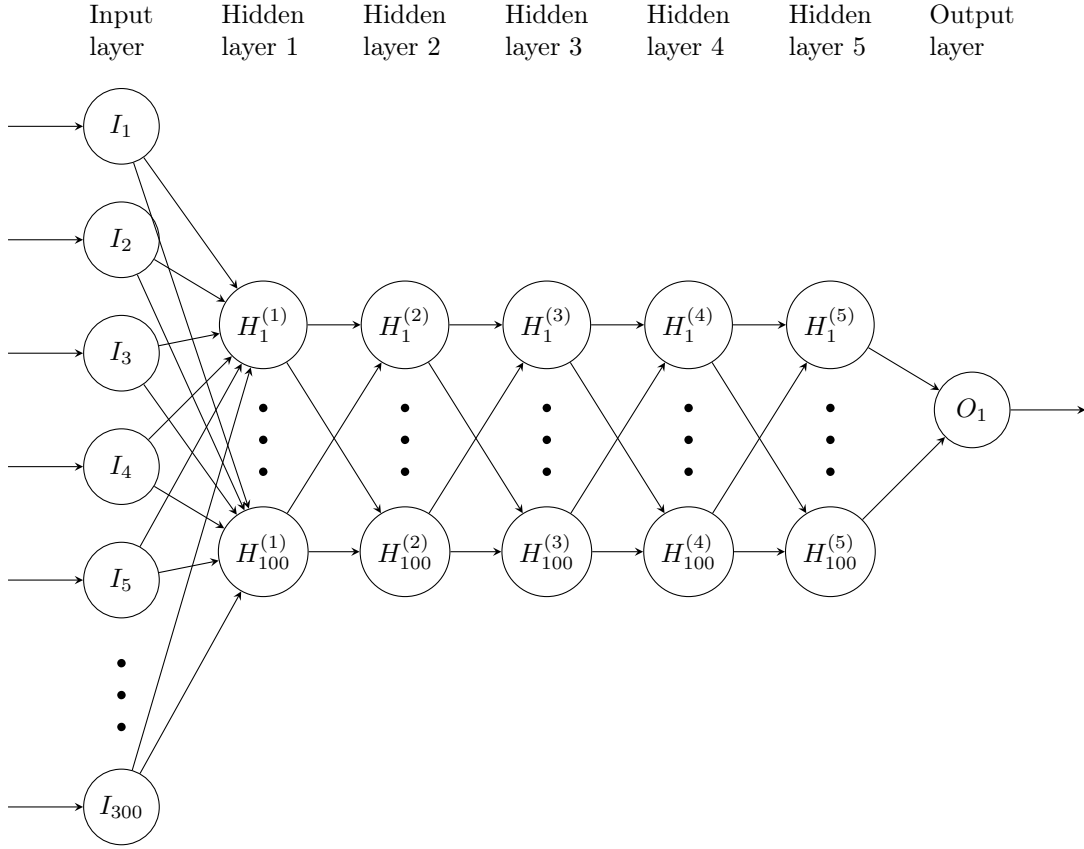 Input layer
Hidden layer 1
Hidden layer 2
Hidden layer 3
Hidden layer 4
Hidden layer 5
Output layer
I₁
I₂
I₃
I₄
I₅
I₃₀₀
H₁⁽¹⁾
H₁⁽²⁾
H₁⁽³⁾
H₁⁽⁴⁾
H₁⁽⁵⁾
H₁₀₀⁽¹⁾
H₁₀₀⁽²⁾
H₁₀₀⁽³⁾
H₁₀₀⁽⁴⁾
H₁₀₀⁽⁵⁾
O₁